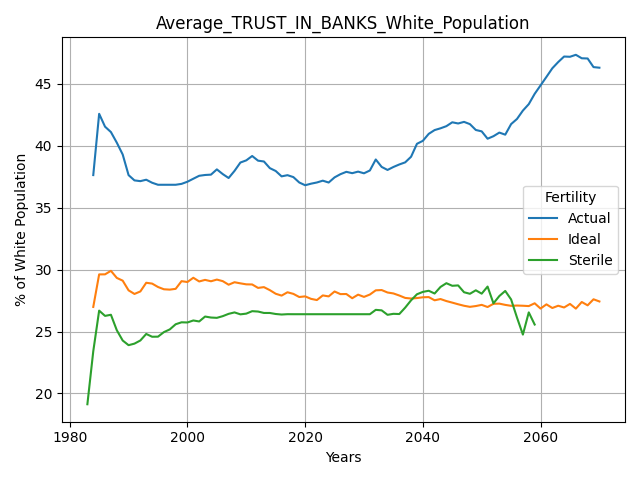 Average_TRUST_IN_BANKS_White_Population
% of White Population
45
40
35
30
25
20
Fertility
Actual
Ideal
Sterile
1980
2000
2020
2040
2060
Years